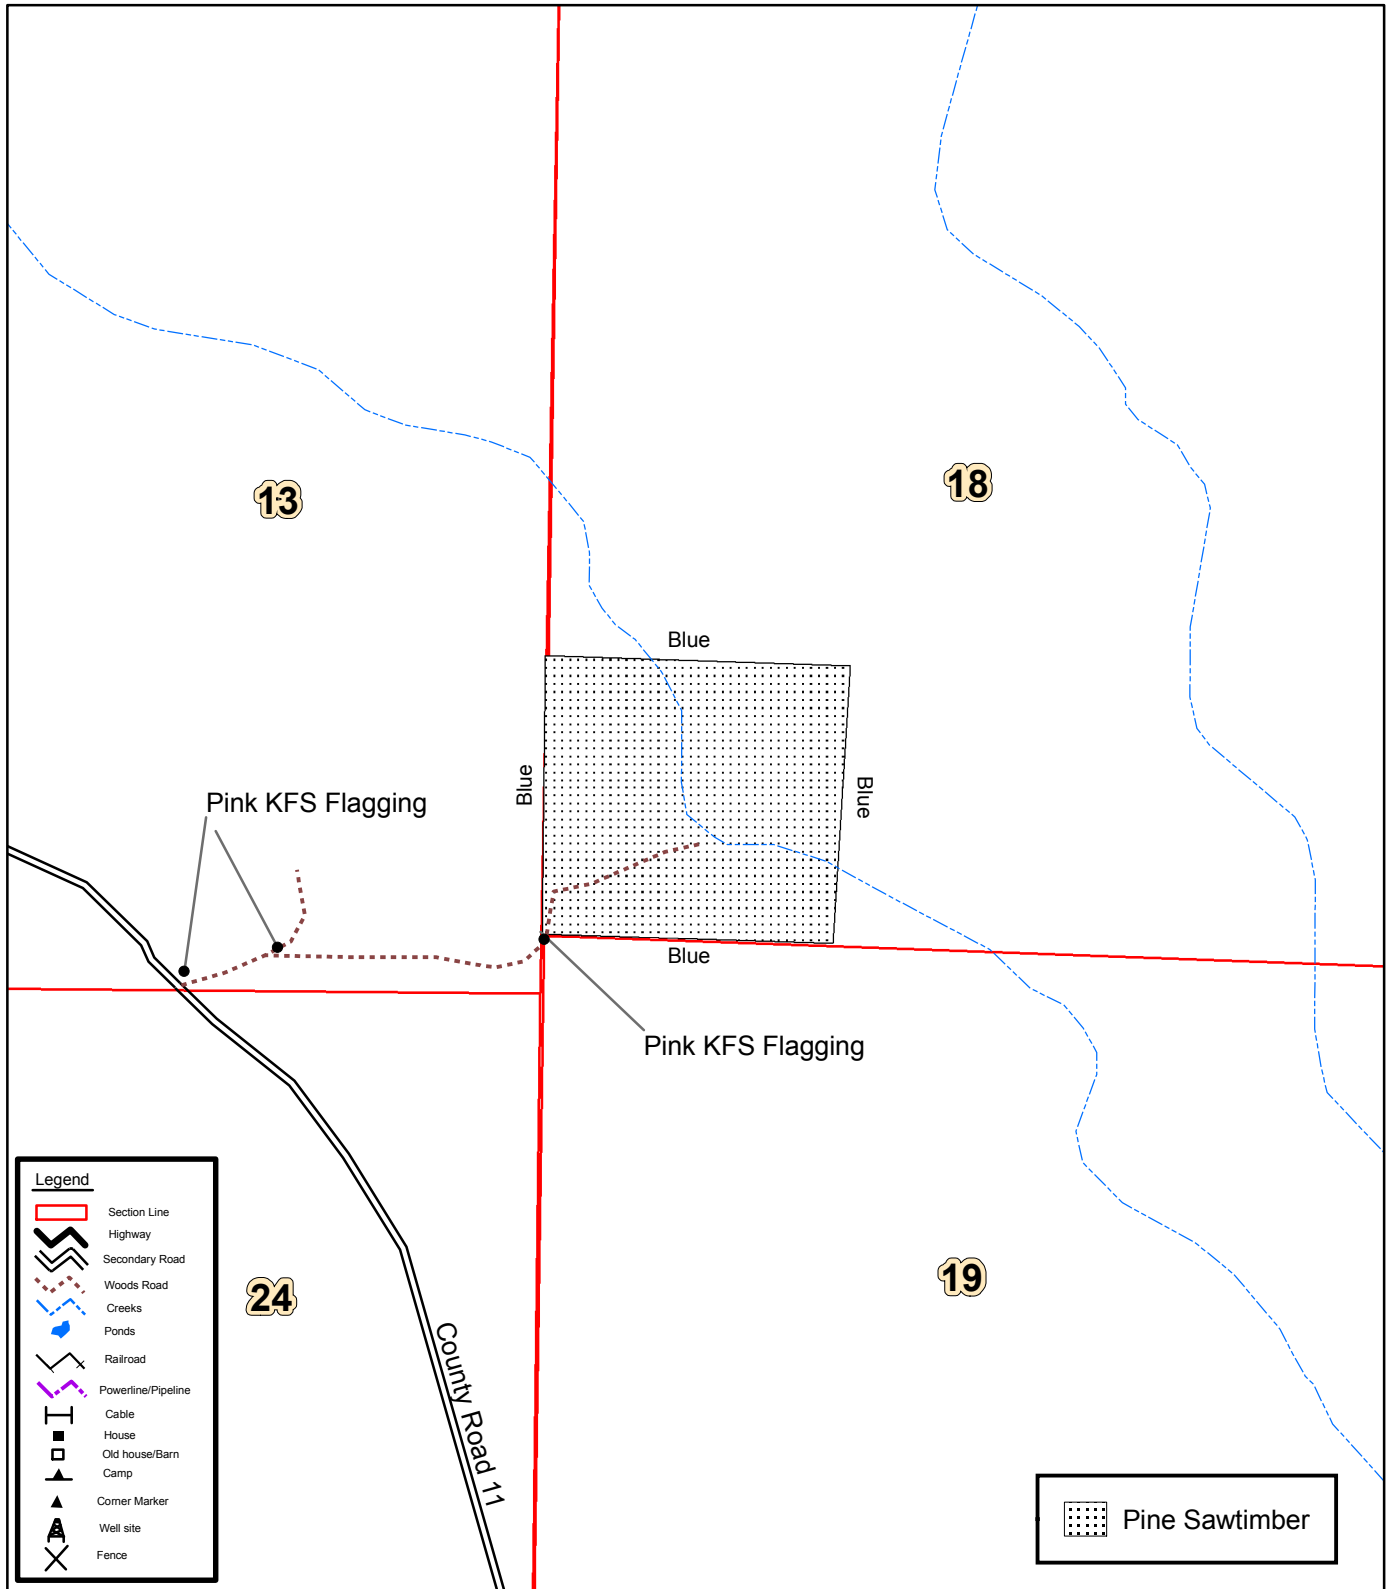 13
18
Blue
Blue
Blue
Pink KFS Flagging
Blue
Pink KFS Flagging
24
19
County Road 11
Legend
Section Line
Highway
Secondary Road
Woods Road
Creeks
Ponds
Railroad
Powerline/Pipeline
Cable
House
Old house/Barn
Camp
Corner Marker
Well site
Fence
Pine Sawtimber